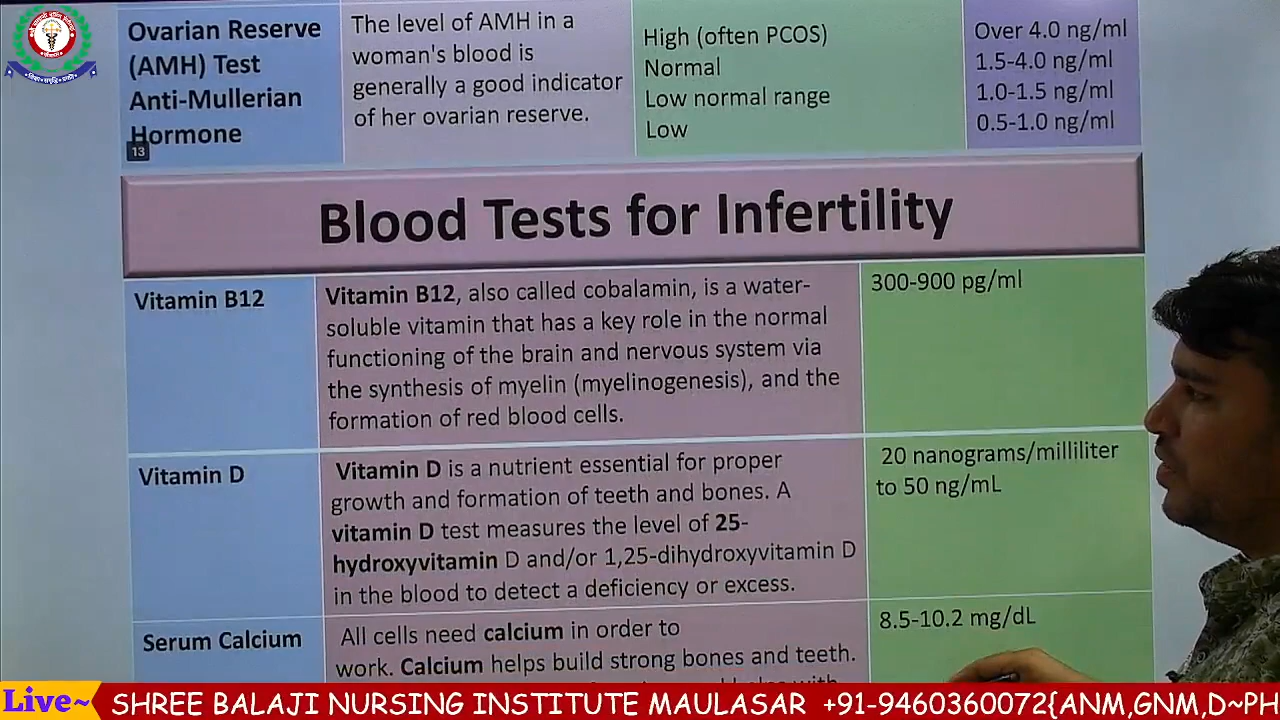 Ovarian Reserve
(AMH) Test
Anti-Mullerian
Hormone
13
The level of AMH in a
woman's blood is
generally a good indicator
of her ovarian reserve.
High (often PCOS)
Normal
Low normal range
Low
Over 4.0 ng/ml
1.5-4.0 ng/ml
1.0-1.5 ng/ml
0.5-1.0 ng/ml
Blood Tests for Infertility
Vitamin B12
Vitamin B12, also called cobalamin, is a water-
soluble vitamin that has a key role in the normal
functioning of the brain and nervous system via
the synthesis of myelin (myelinogenesis), and the
formation of red blood cells.
300-900 pg/ml
Vitamin D
Vitamin D is a nutrient essential for proper
growth and formation of teeth and bones. A
vitamin D test measures the level of 25-
hydroxyvitamin D and/or 1,25-dihydroxyvitamin D
in the blood to detect a deficiency or excess.
20 nanograms/milliliter
to 50 ng/mL
Serum Calcium
All cells need calcium in order to
work. Calcium helps build strong bones and teeth.
8.5-10.2 mg/dL
Live~
SHREE BALAJI NURSING INSTITUTE MAULASAR +91-9460360072{ANM,GNM,D~PH